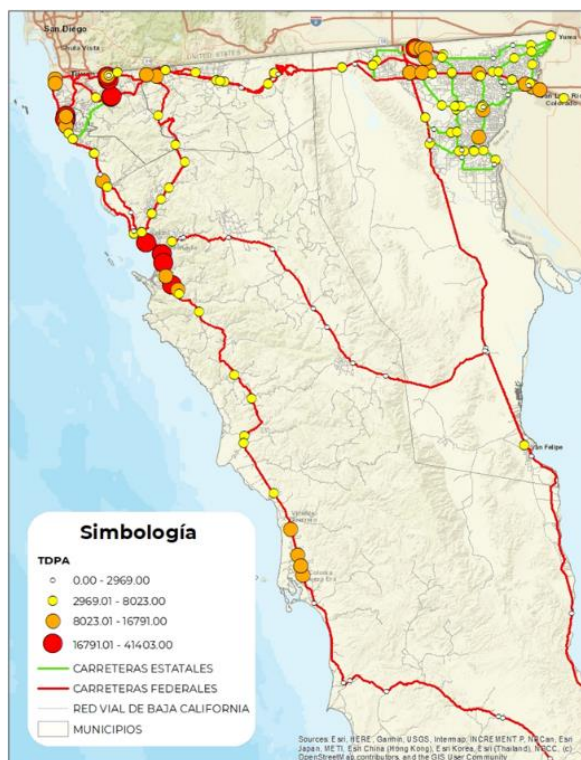 San Diego
Chula Vista
UNITED STATES
Yuma
San Felipe
Simbología
TDPA
0.00 - 2969.00
2969.01 - 8023.00
8023.01 - 16791.00
16791.01 - 41403.00
CARRETERAS ESTATALES
CARRETERAS FEDERALES
RED VIAL DE BAJA CALIFORNIA
MUNICIPIOS
Sources: Esri, HERE, Garmin, USGS, Intermap, INCREMENT P, NRCan, Esri
Japan, METI, Esri China (Hong Kong), Esri Korea, Esri (Thailand), NGCC, (c)
OpenStreetMap contributors, and the GIS User Community